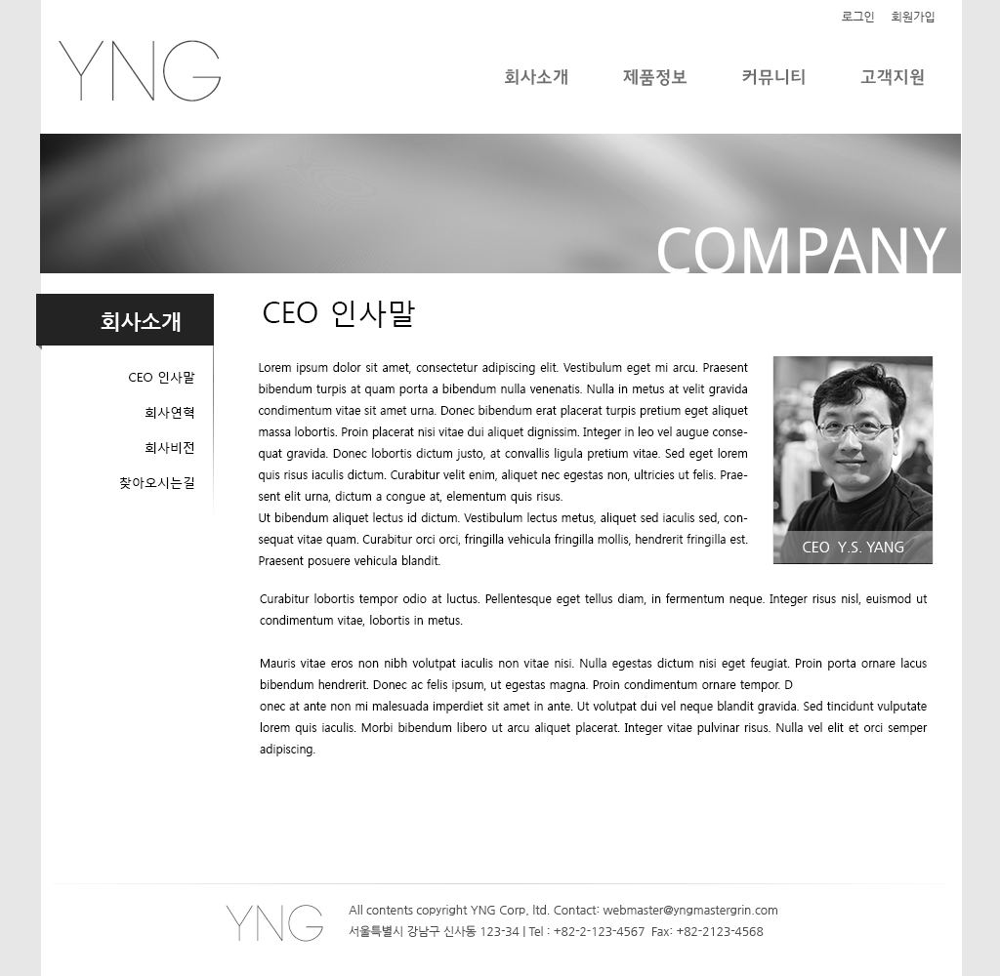 로그인 회원가입
YNG
회사소개 제품정보 커뮤니티 고객지원
COMPANY
회사소개
CEO 인사말
회사연혁
회사비전
찾아오시는길
CEO 인사말
Lorem ipsum dolor sit amet, consectetur adipiscing elit. Vestibulum eget mi arcu. Praesent
bibendum turpis at quam porta a bibendum nulla venenatis. Nulla in metus at velit gravida
condimentum vitae sit amet urna. Donec bibendum erat placerat turpis pretium eget aliquet
massa lobortis. Proin placerat nisi vitae dui aliquet dignissim. Integer in leo vel augue conse-
quat gravida. Donec lobortis dictum justo, at convallis ligula pretium vitae. Sed eget lorem
quis risus iaculis dictum. Curabitur velit enim, aliquet nec egestas non, ultricies ut felis. Prae-
sent elit urna, dictum a congue at, elementum quis risus.
Ut bibendum aliquet lectus id dictum. Vestibulum lectus metus, aliquet sed iaculis sed, con-
sequat vitae quam. Curabitur orci orci, fringilla vehicula fringilla mollis, hendrerit fringilla est.
Praesent posuere vehicula blandit.
CEO Y.S. YANG
Curabitur lobortis tempor odio at luctus. Pellentesque eget tellus diam, in fermentum neque. Integer risus nisl, euismod ut
condimentum vitae, lobortis in metus.
Mauris vitae eros non nibh volutpat iaculis non vitae nisi. Nulla egestas dictum nisi eget feugiat. Proin porta ornare lacus
bibendum hendrerit. Donec ac felis ipsum, ut egestas magna. Proin condimentum ornare tempor. D
onec at ante non mi malesuada imperdiet sit amet in ante. Ut volutpat dui vel neque blandit gravida. Sed tincidunt vulputate
lorem quis iaculis. Morbi bibendum libero ut arcu aliquet placerat. Integer vitae pulvinar risus. Nulla vel elit et orci semper
adipiscing.
YNG
All contents copyright YNG Corp, ltd. Contact: webmaster@yngmastergrin.com
서울특별시 강남구 신사동 123-34 | Tel : +82-2-123-4567 Fax: +82-2123-4568